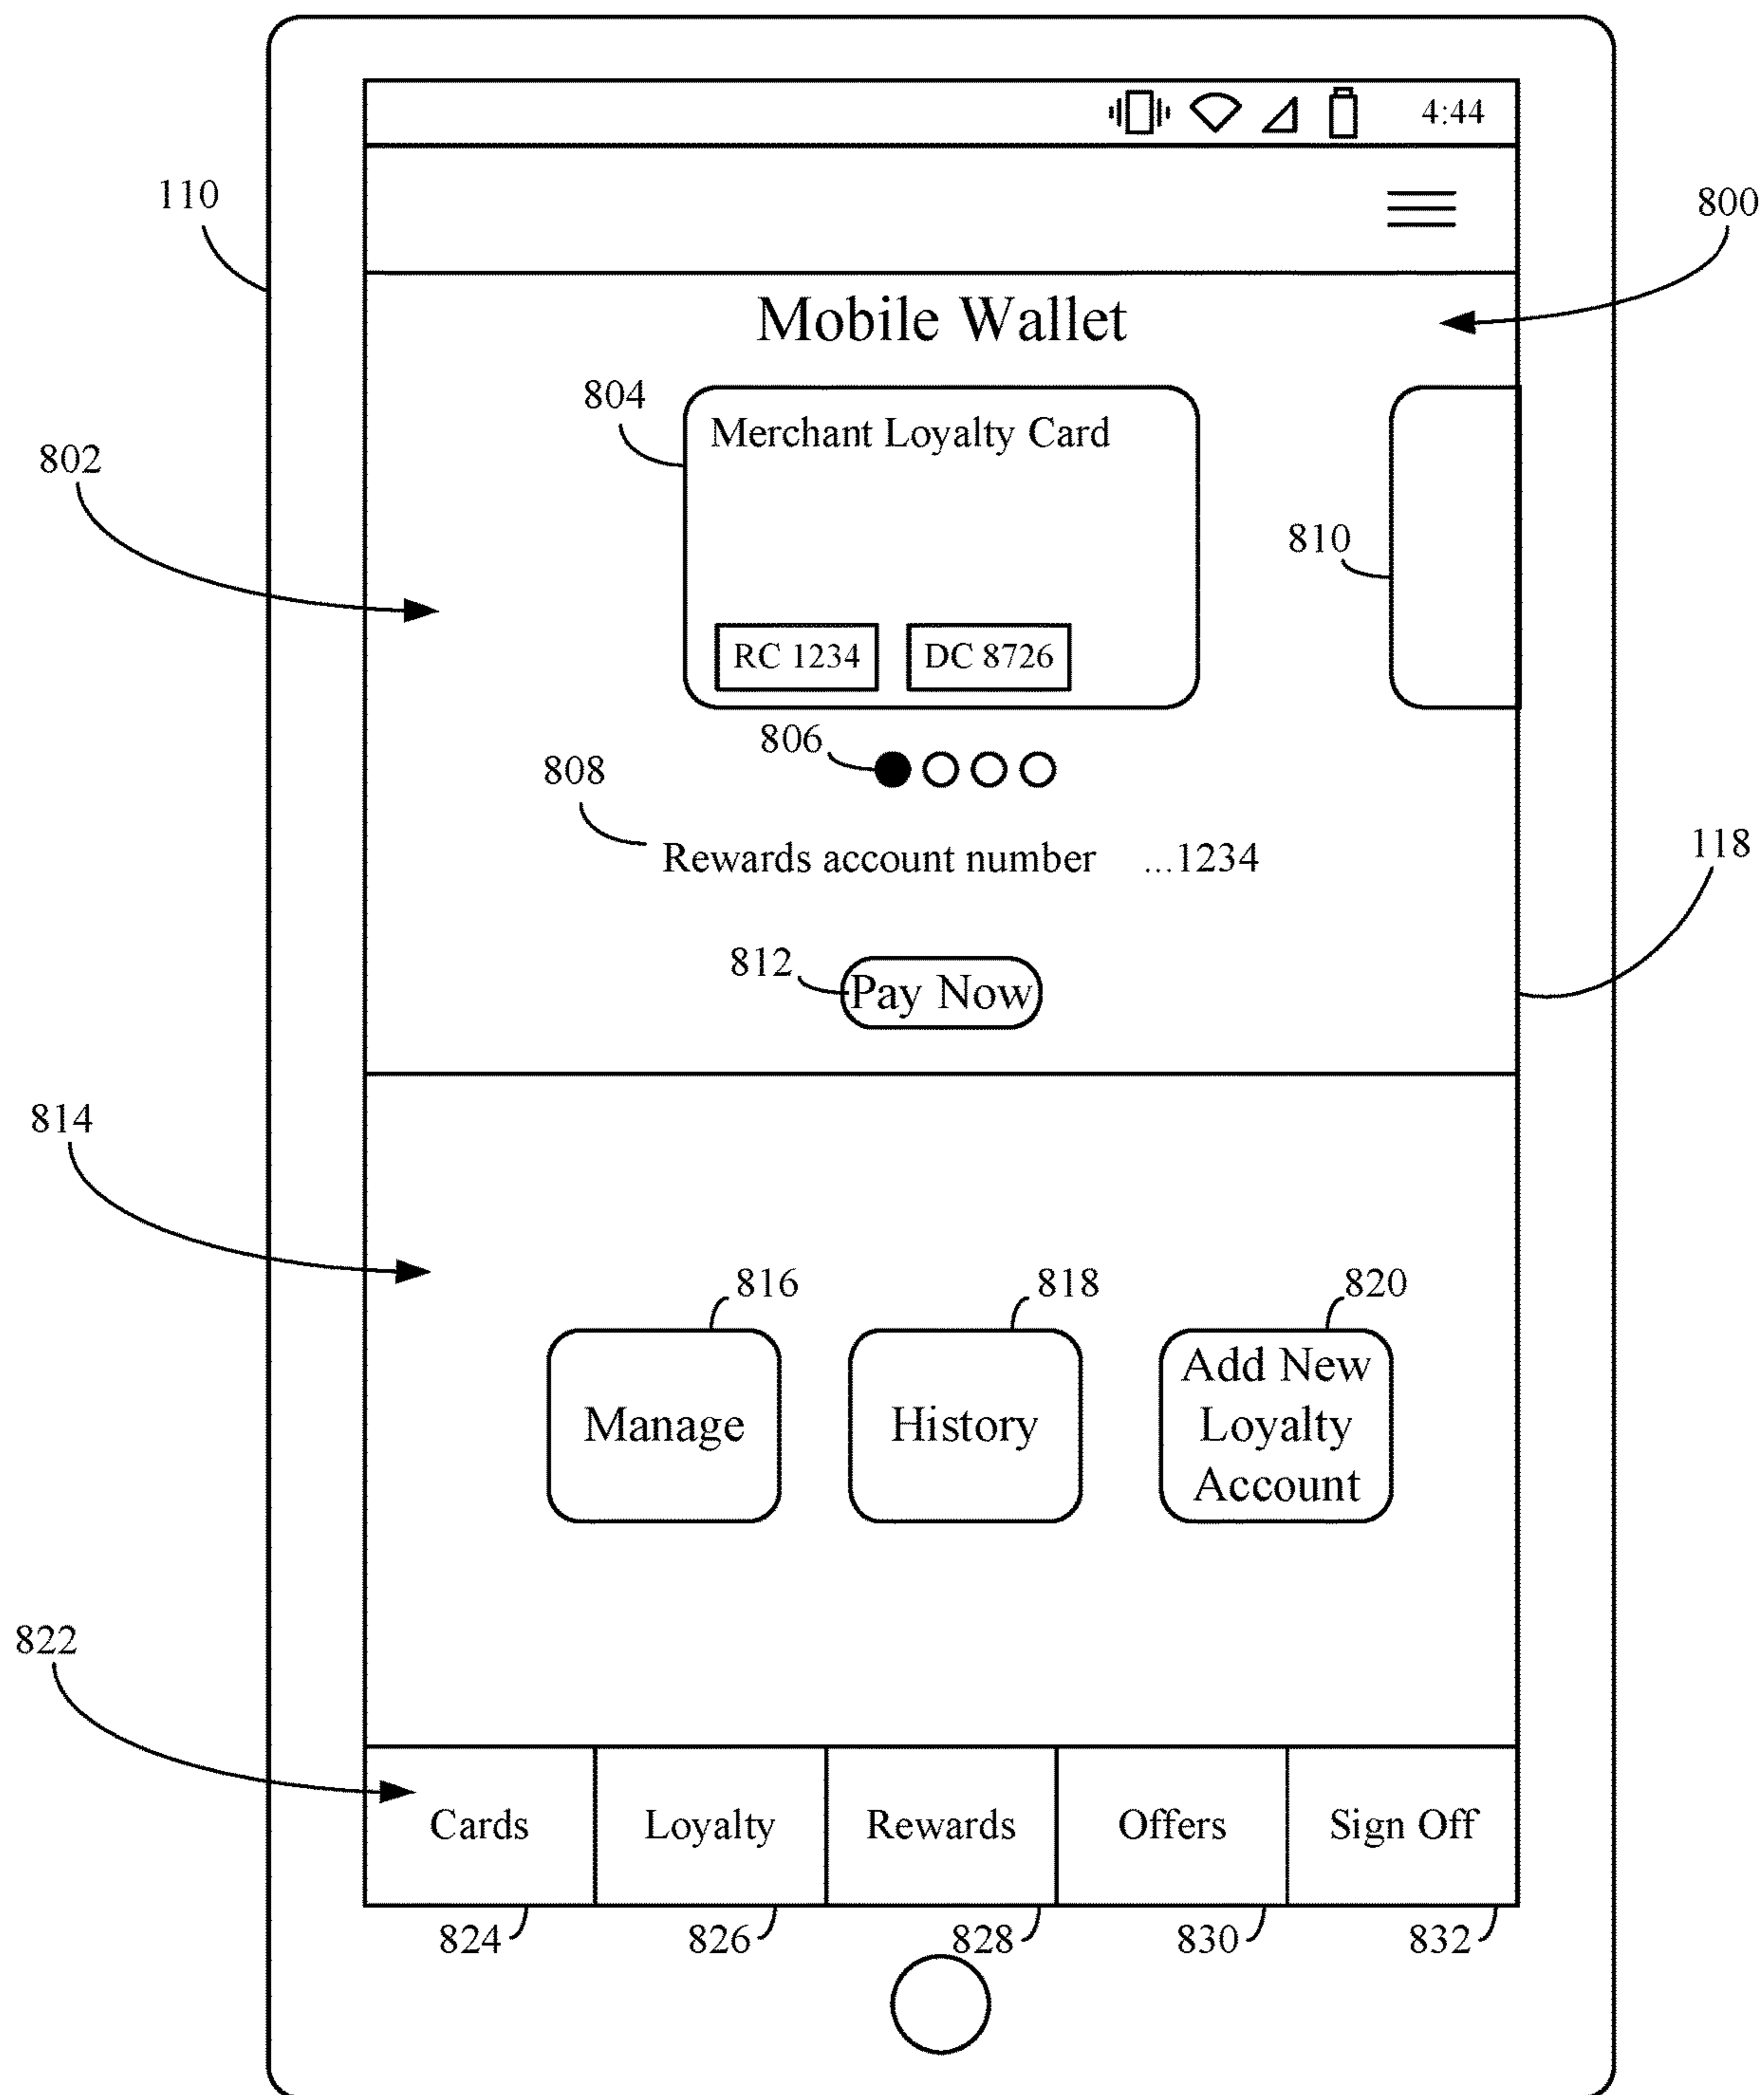 4:44
110
800
Mobile Wallet
804
Merchant Loyalty Card
802
810
RC 1234 DC 8726
806
808
Rewards account number ...1234
118
812
Pay Now
814
816 818 820
Manage
History
Add New
Loyalty
Account
822
Cards Loyalty Rewards Offers Sign Off
824 826 828 830 832